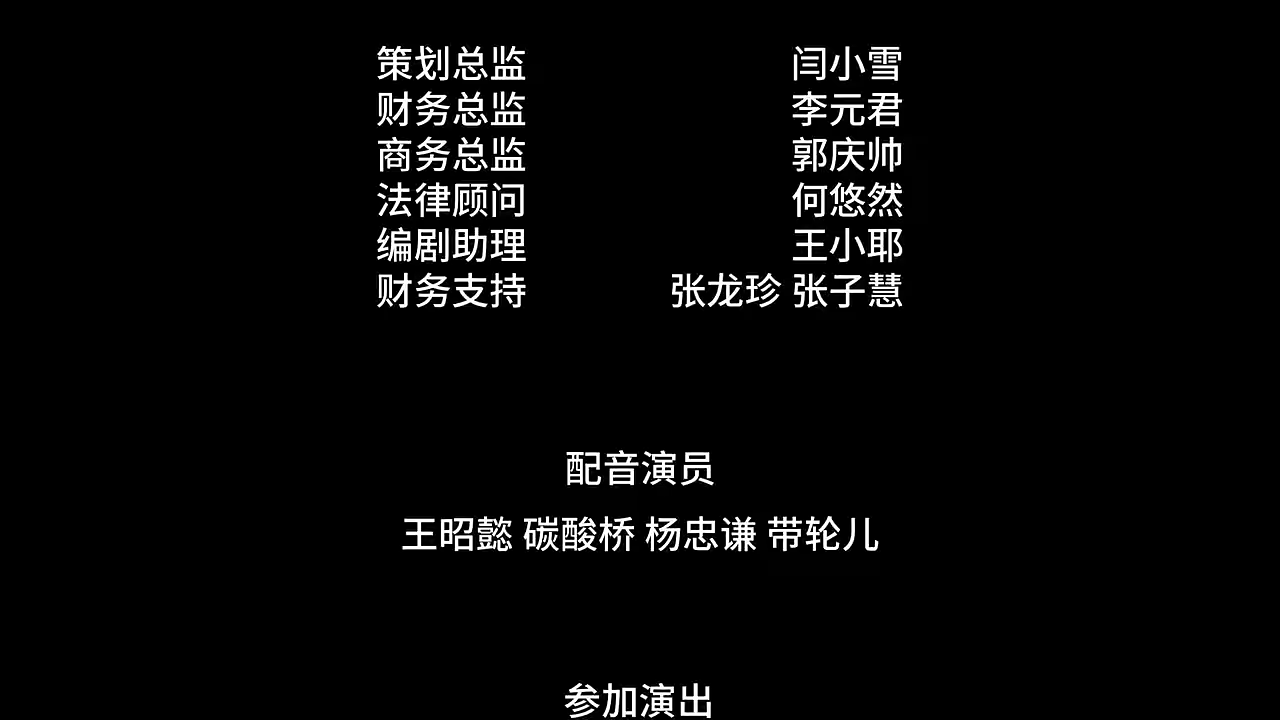 策划总监 闫小雪
财务总监 李元君
商务总监 郭庆帅
法律顾问 何悠然
编剧助理 王小耶
财务支持 张龙珍 张子慧
配音演员
王昭懿 碳酸桥 杨忠谦 带轮儿
参加演出